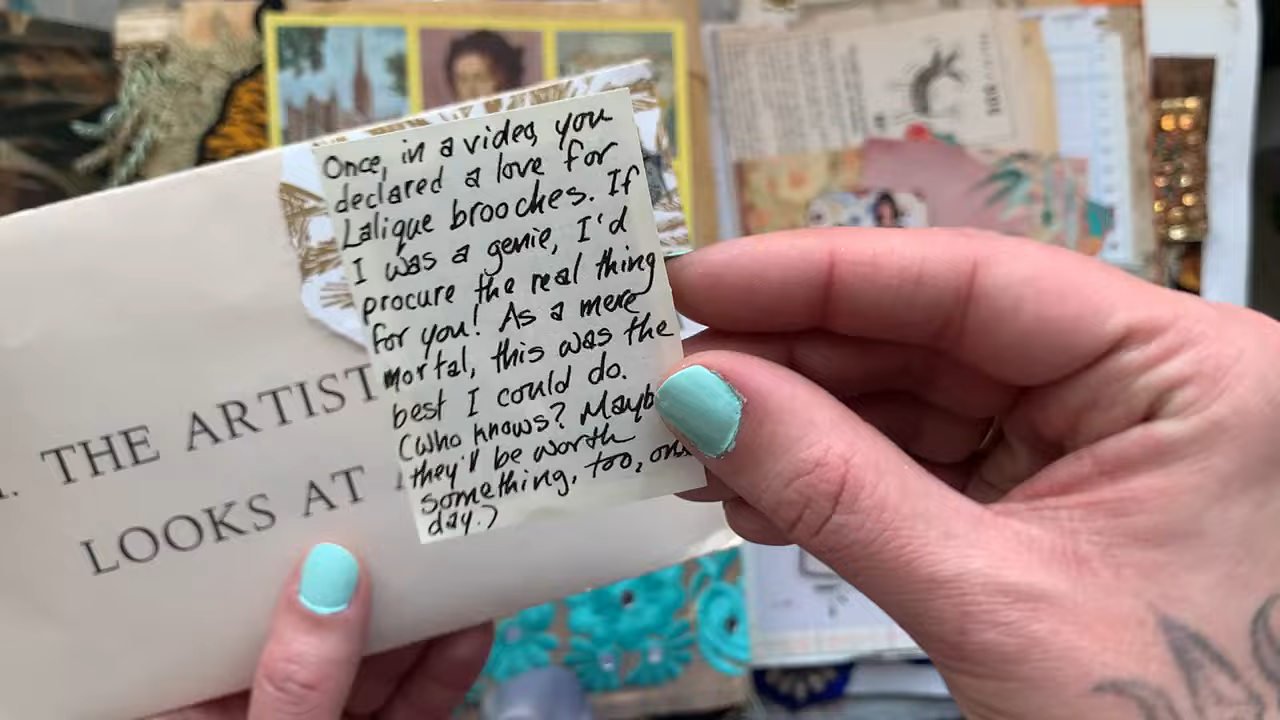 Once, in a video, you
declared a love for
Lalique brooches. If
I was a genie, I'd
procure the real thing
for you! As a mere
mortal, this was the
best I could do.
(Who knows? Mayb
they'll be worth
something, too, one
day.)
THE ARTIST
LOOKS AT